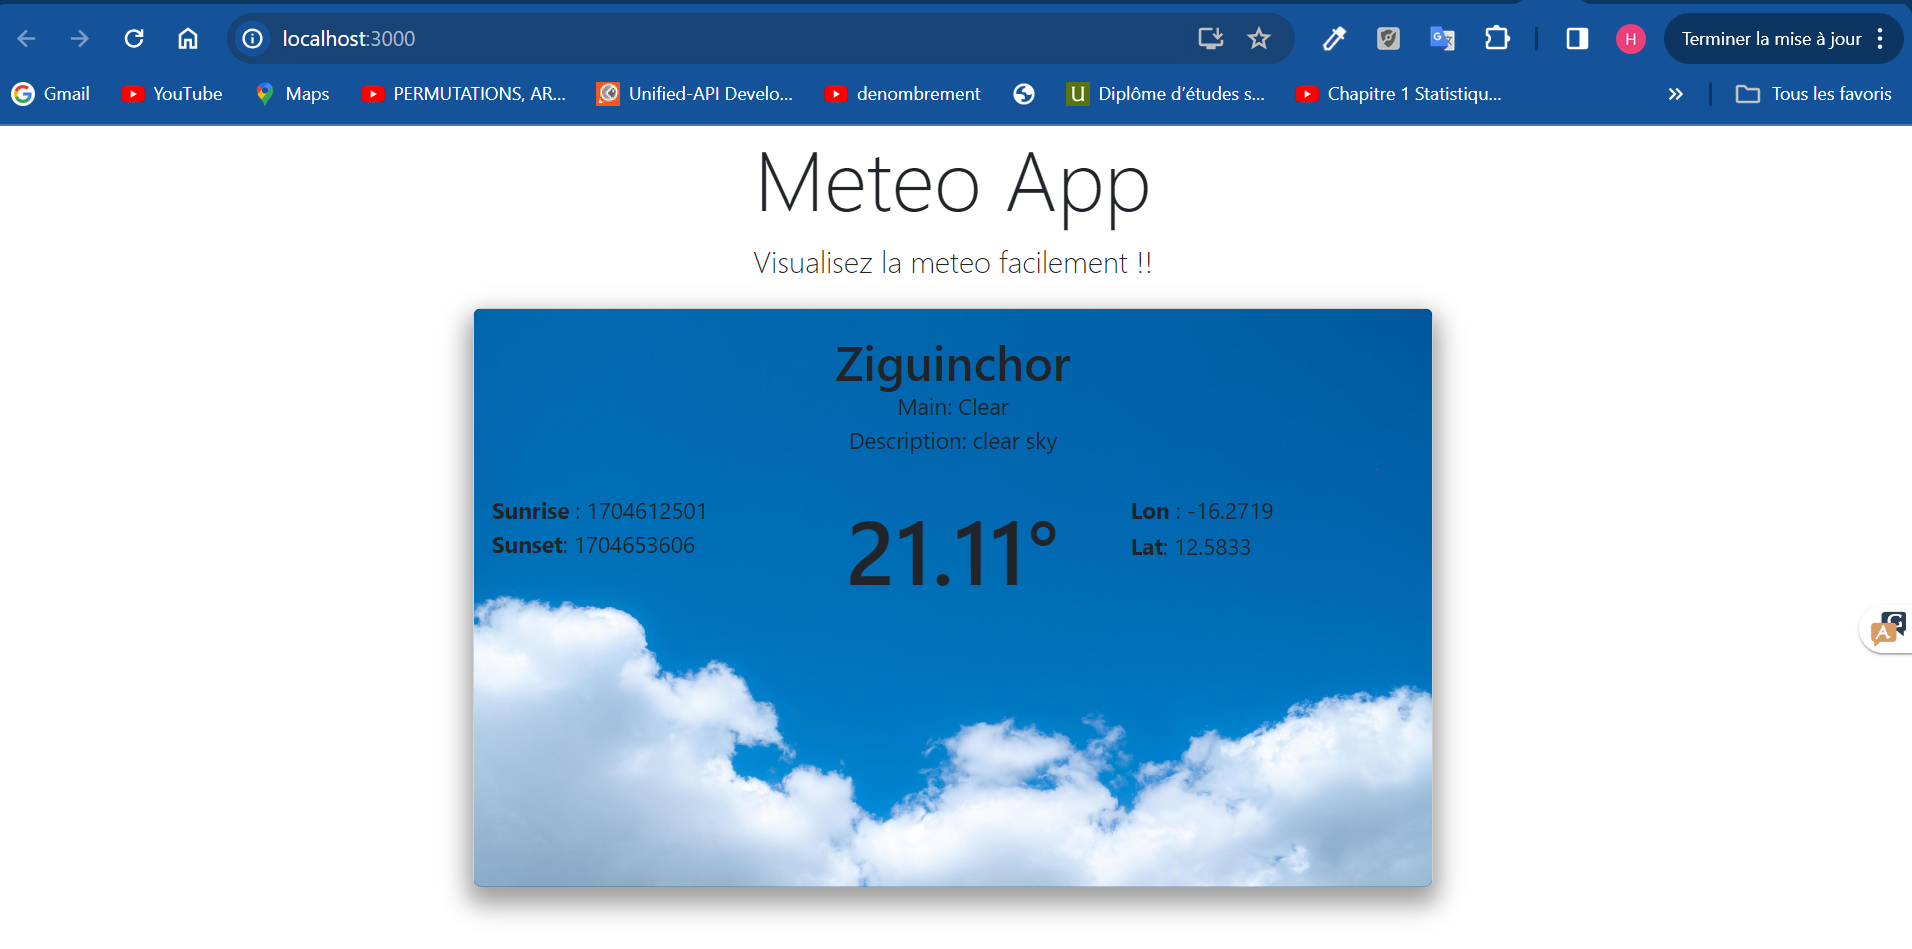 localhost:3000
H
Terminer la mise à jour
Gmail
YouTube
Maps
PERMUTATIONS, AR...
Unified-API Develo...
denombrement
U
Diplôme d'études s...
Chapitre 1 Statistiqu...
Tous les favoris
Meteo App
Visualisez la meteo facilement !!
Ziguinchor
Main: Clear
Description: clear sky
Sunrise : 1704612501
Sunset: 1704653606
21.11°
Lon : -16.2719
Lat: 12.5833